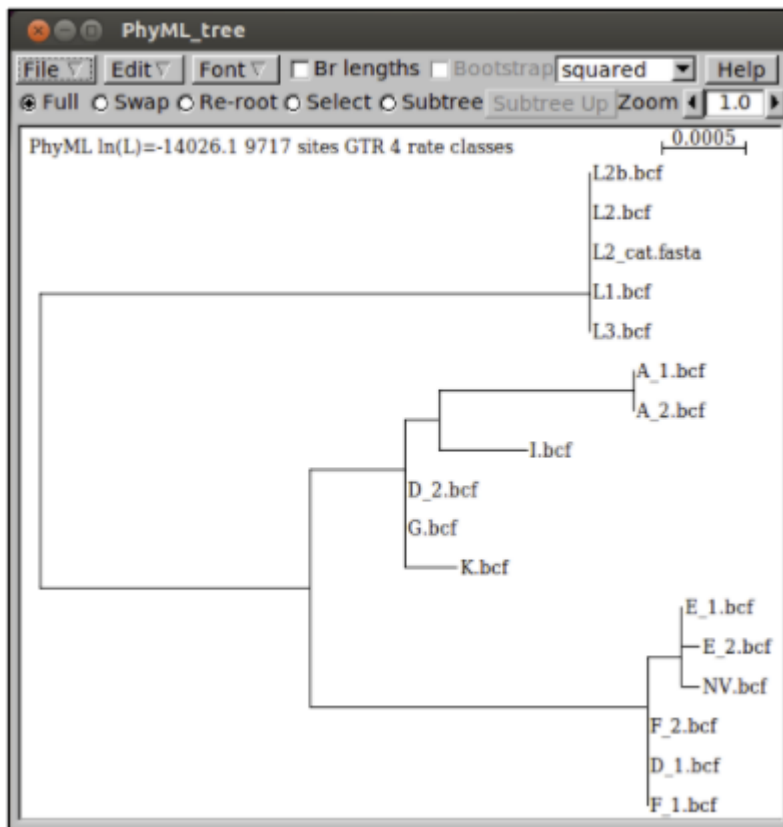 PhyML_tree
File Edit Font Br lengths Bootstrap squared Help
Full Swap Re-root Select Subtree Subtree Up Zoom 1.0
PhyML ln(L)=-14026.1 9717 sites GTR 4 rate classes 0.0005
L2b.bcf
L2.bcf
L2_cat.fasta
L1.bcf
L3.bcf
A_1.bcf
A_2.bcf
I.bcf
D_2.bcf
G.bcf
K.bcf
E_1.bcf
E_2.bcf
NV.bcf
F_2.bcf
D_1.bcf
F_1.bcf